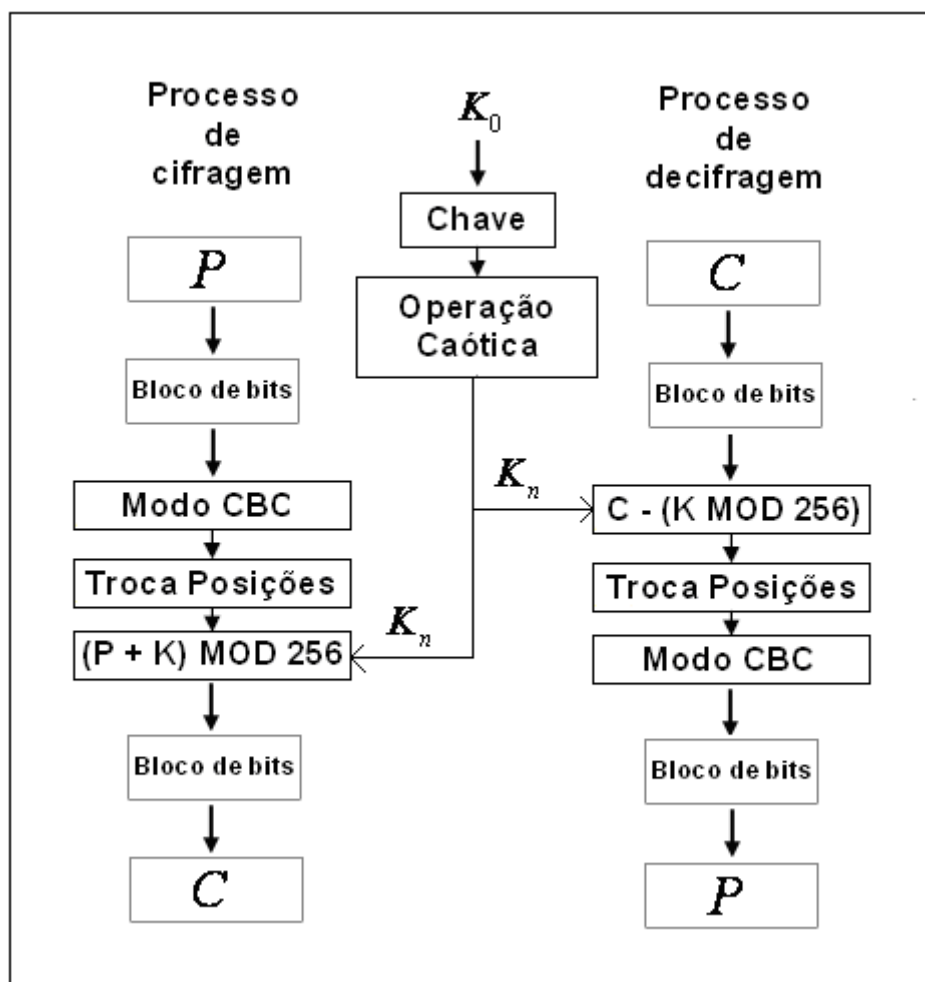 Processo
de
cifragem
P
Bloco de bits
Modo CBC
Troca Posições
(P + K) MOD 256
Bloco de bits
C
K₀
Chave
Operação
Caótica
Kₙ
Kₙ
Processo
de
decifragem
C
Bloco de bits
C - (K MOD 256)
Troca Posições
Modo CBC
Bloco de bits
P